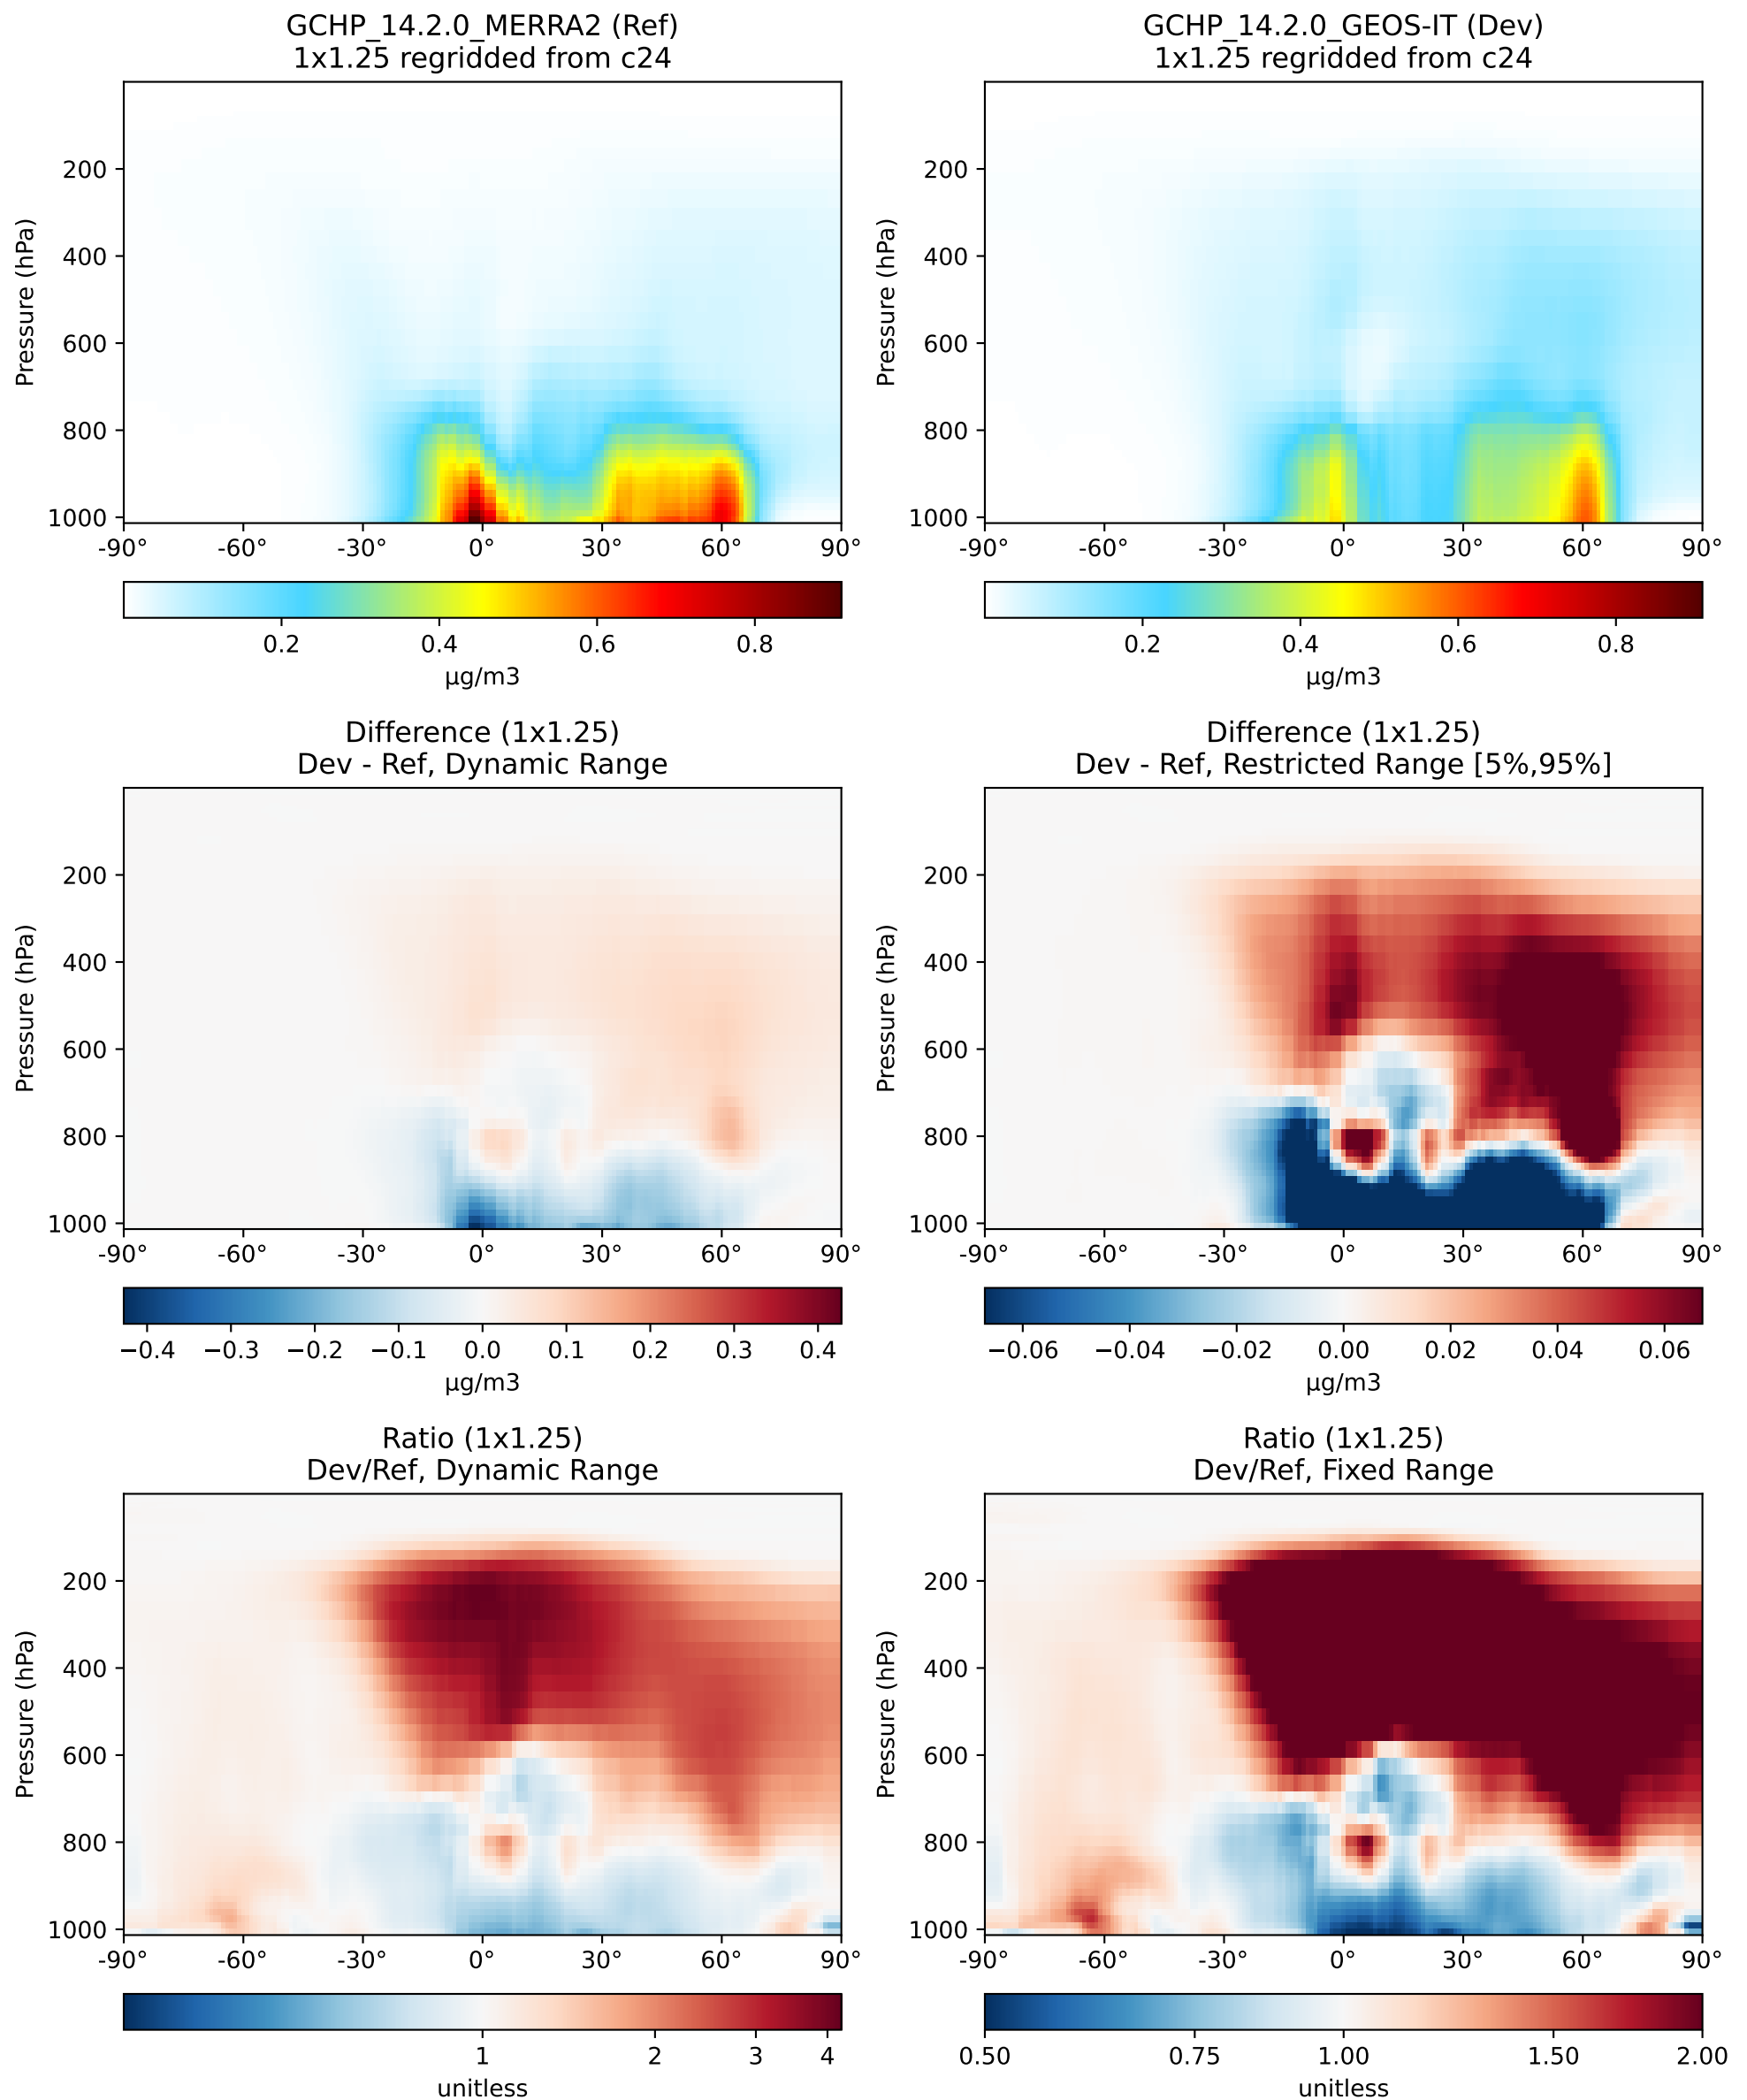 GCHP_14.2.0_MERRA2 (Ref)
1x1.25 regridded from c24
Pressure (hPa)
200
400
600
800
1000
-90° -60° -30° 0° 30° 60° 90°
0.2 0.4 0.6 0.8
μg/m3
GCHP_14.2.0_GEOS-IT (Dev)
1x1.25 regridded from c24
Pressure (hPa)
200
400
600
800
1000
-90° -60° -30° 0° 30° 60° 90°
0.2 0.4 0.6 0.8
μg/m3
Difference (1x1.25)
Dev - Ref, Dynamic Range
Pressure (hPa)
200
400
600
800
1000
-90° -60° -30° 0° 30° 60° 90°
−0.4 −0.3 −0.2 −0.1 0.0 0.1 0.2 0.3 0.4
μg/m3
Difference (1x1.25)
Dev - Ref, Restricted Range [5%,95%]
Pressure (hPa)
200
400
600
800
1000
-90° -60° -30° 0° 30° 60° 90°
−0.06 −0.04 −0.02 0.00 0.02 0.04 0.06
μg/m3
Ratio (1x1.25)
Dev/Ref, Dynamic Range
Pressure (hPa)
200
400
600
800
1000
-90° -60° -30° 0° 30° 60° 90°
1 2 3 4
unitless
Ratio (1x1.25)
Dev/Ref, Fixed Range
Pressure (hPa)
200
400
600
800
1000
-90° -60° -30° 0° 30° 60° 90°
0.50 0.75 1.00 1.50 2.00
unitless